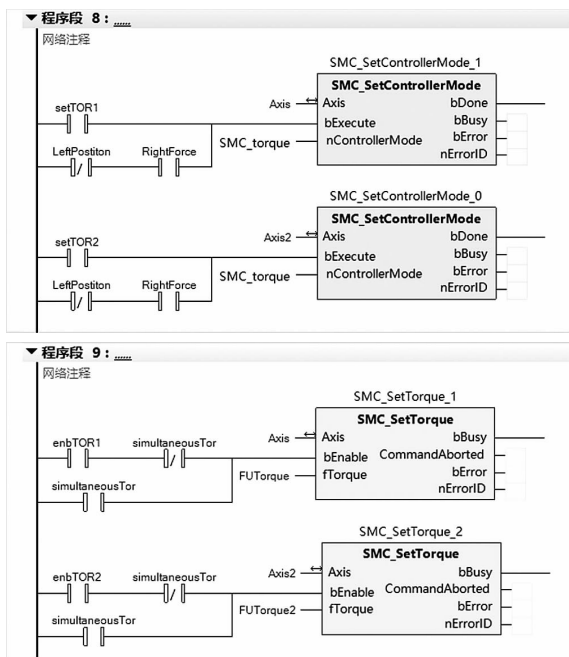 程序段 8: ......
网络注释
SMC_SetControllerMode_1
SMC_SetControllerMode
setTOR1
Axis Axis bDone
bExecute bBusy
LeftPostiton RightForce SMC_torque nControllerMode bError
nErrorID
SMC_SetControllerMode_0
SMC_SetControllerMode
setTOR2
Axis2 Axis bDone
bExecute bBusy
LeftPostiton RightForce SMC_torque nControllerMode bError
nErrorID
程序段 9: ......
网络注释
SMC_SetTorque_1
SMC_SetTorque
enbTOR1 simultaneousTor Axis Axis bBusy
bEnable CommandAborted
simultaneousTor FUTorque fTorque bError
nErrorID
SMC_SetTorque_2
SMC_SetTorque
enbTOR2 simultaneousTor Axis2 Axis bBusy
bEnable CommandAborted
simultaneousTor FUTorque2 fTorque bError
nErrorID